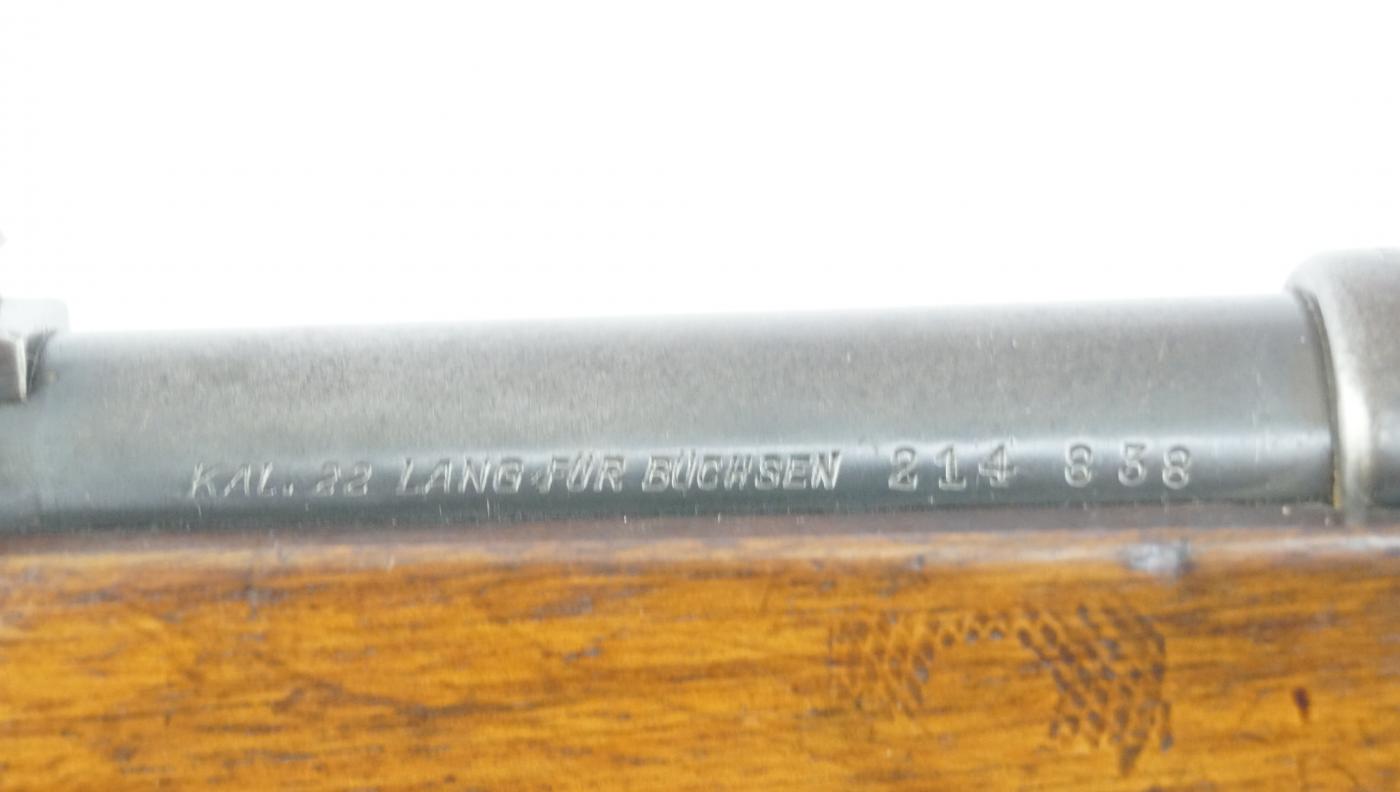 KAL. 22 LANG FÜR BÜCHSEN 214 838